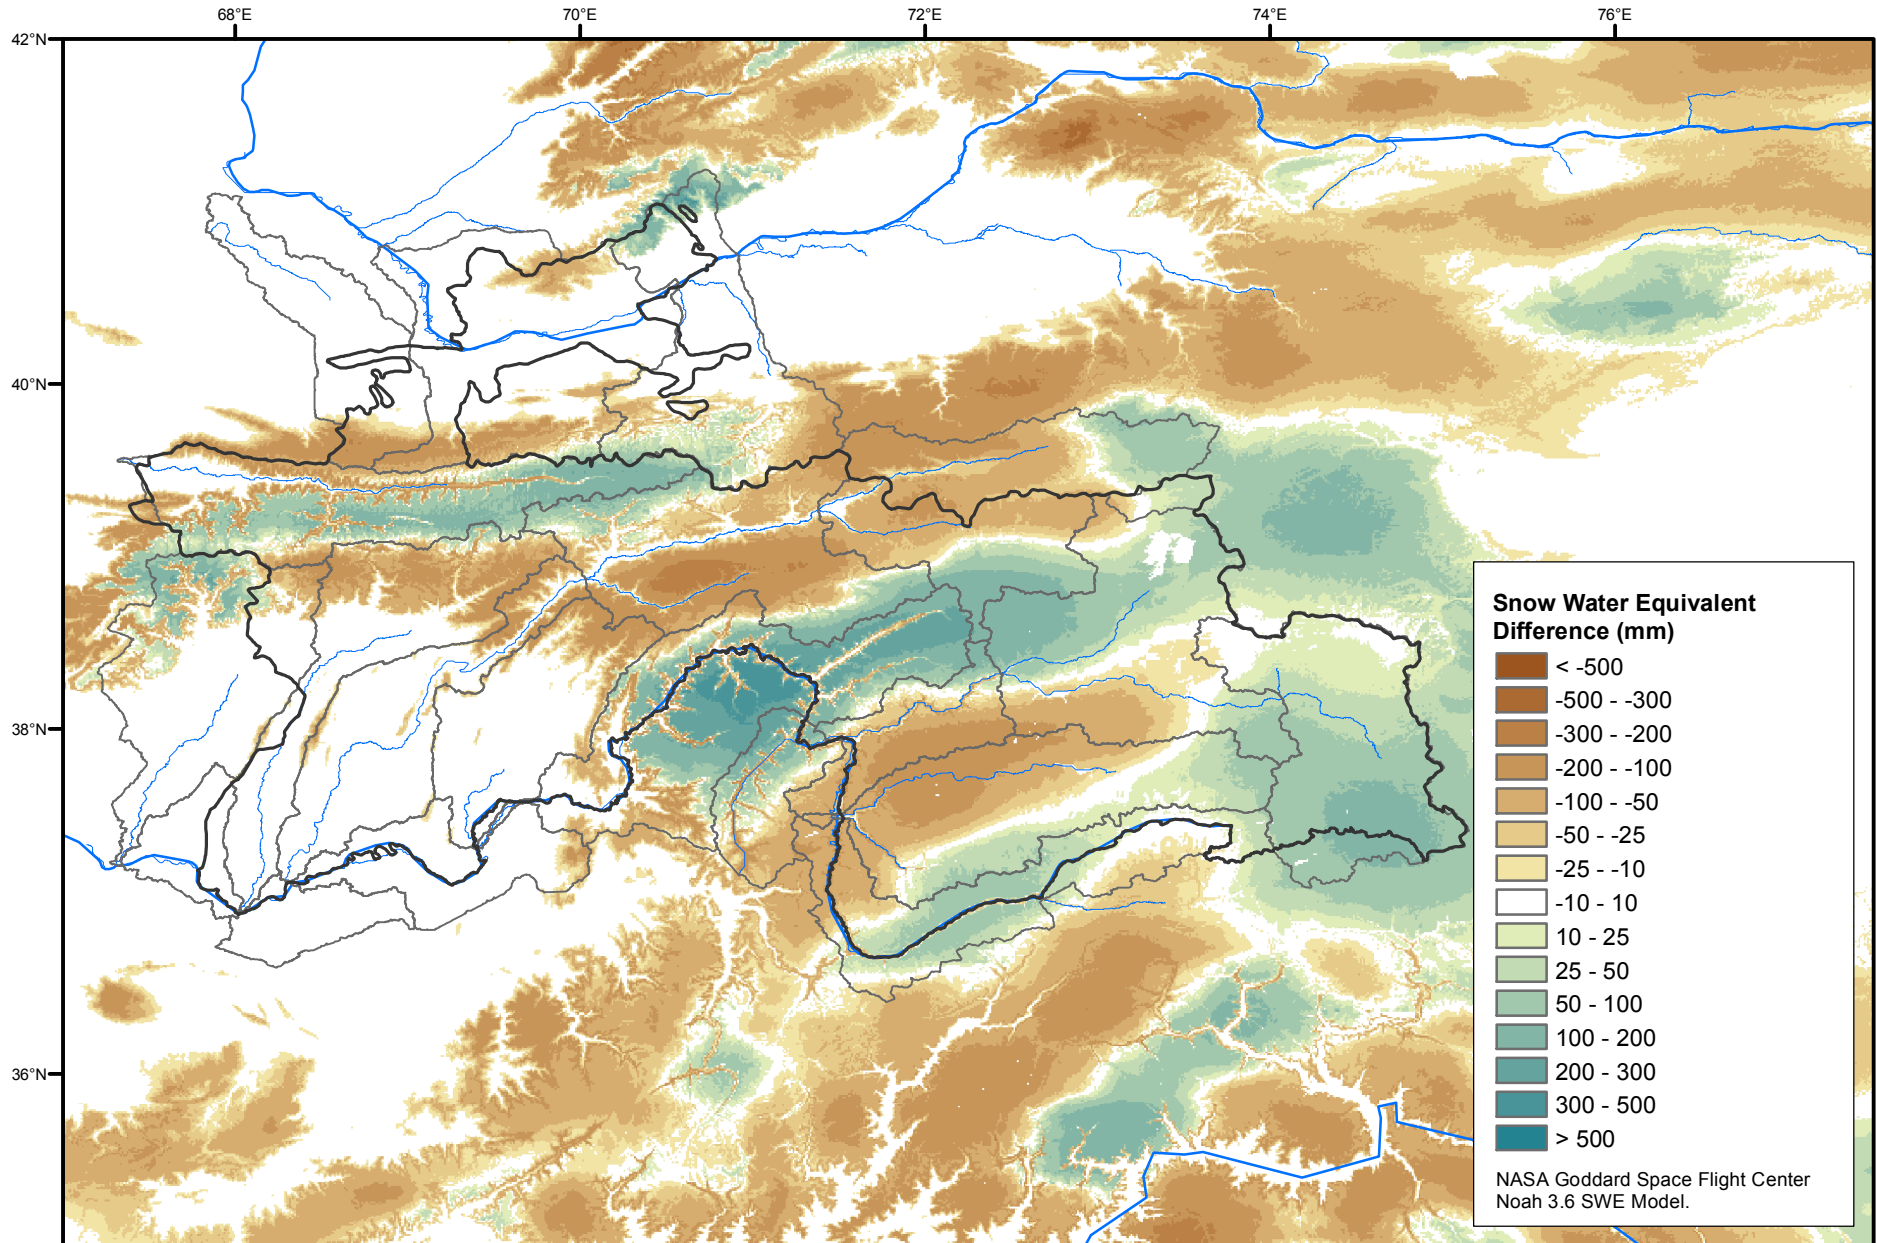 68°E 70°E 72°E 74°E 76°E
42°N
40°N
38°N
36°N
Snow Water Equivalent
Difference (mm)
< -500
-500 - -300
-300 - -200
-200 - -100
-100 - -50
-50 - -25
-25 - -10
-10 - 10
10 - 25
25 - 50
50 - 100
100 - 200
200 - 300
300 - 500
> 500
NASA Goddard Space Flight Center
Noah 3.6 SWE Model.